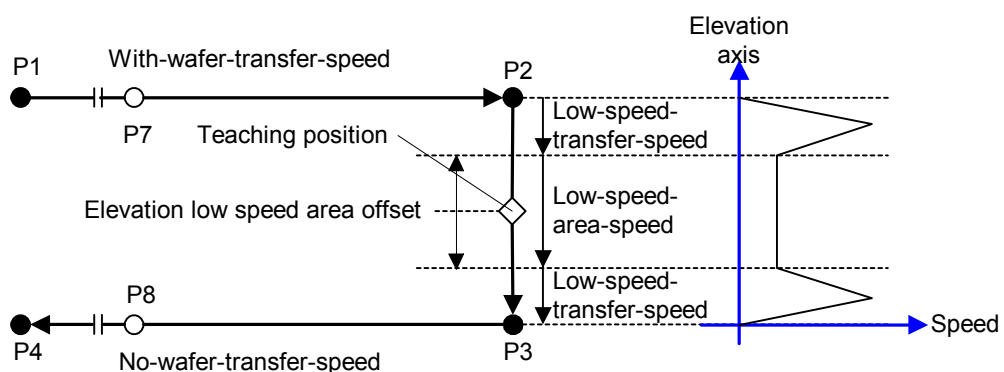 Elevation
axis
P1
With-wafer-transfer-speed
P2
P7
Low-speed-
transfer-speed
Teaching position
Elevation low speed area offset
Low-speed-
area-speed
P8
Low-speed-
transfer-speed
Speed
P4
No-wafer-transfer-speed
P3